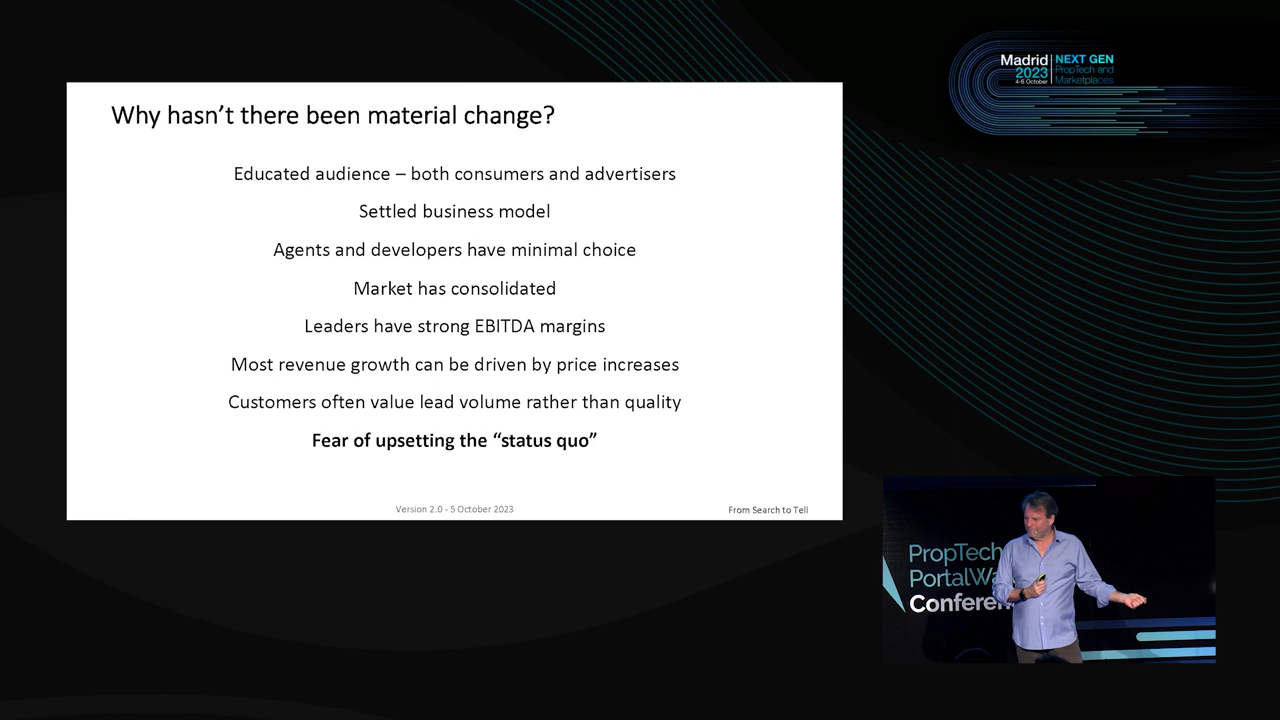 Madrid
2023
4-6 October
NEXT GEN
PropTech and
Marketplaces
Why hasn’t there been material change?
Educated audience – both consumers and advertisers
Settled business model
Agents and developers have minimal choice
Market has consolidated
Leaders have strong EBITDA margins
Most revenue growth can be driven by price increases
Customers often value lead volume rather than quality
Fear of upsetting the “status quo”
Version 2.0 - 5 October 2023
From Search to Tell
PropTech
PortalWa
Conferen